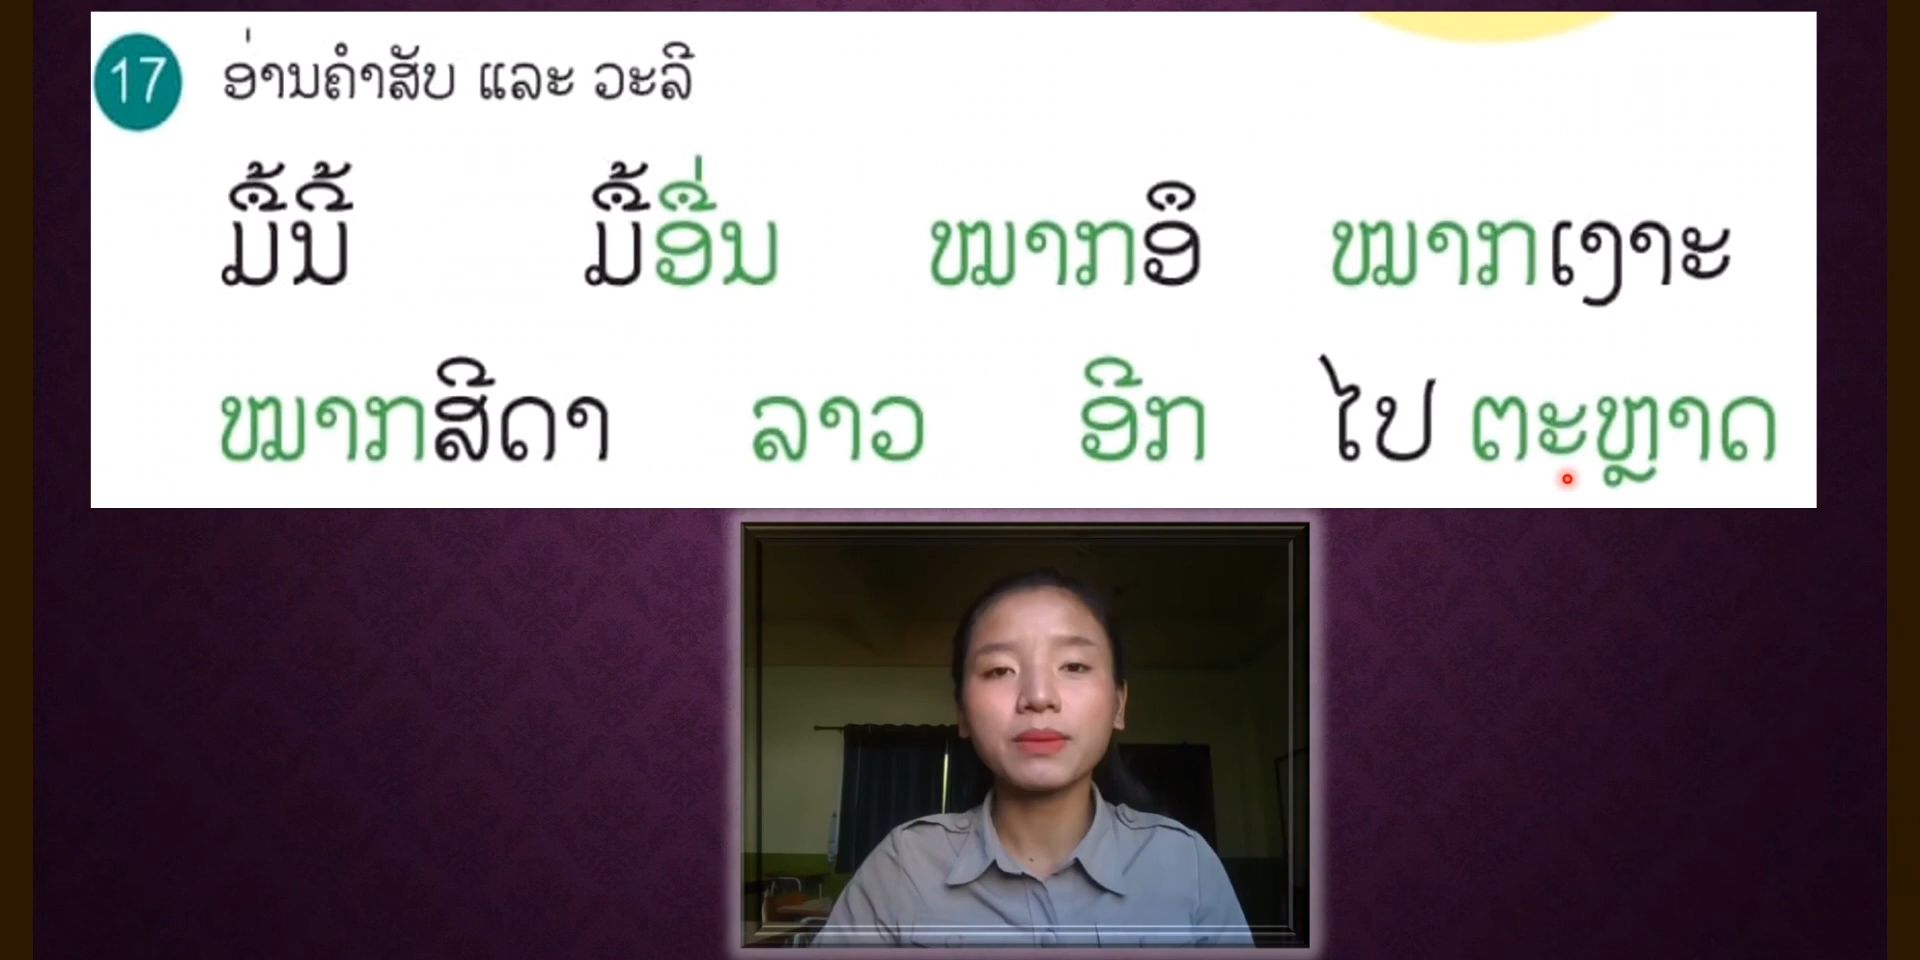 17 ອ່ານຄຳສັບ ແລະ ວະລີ
ມື້ນີ້ ມື້ອື່ນ ໝາກອິ ໝາກເງາະ
ໝາກສີດາ ລາວ ອີກ ໄປ ຕະຫຼາດ